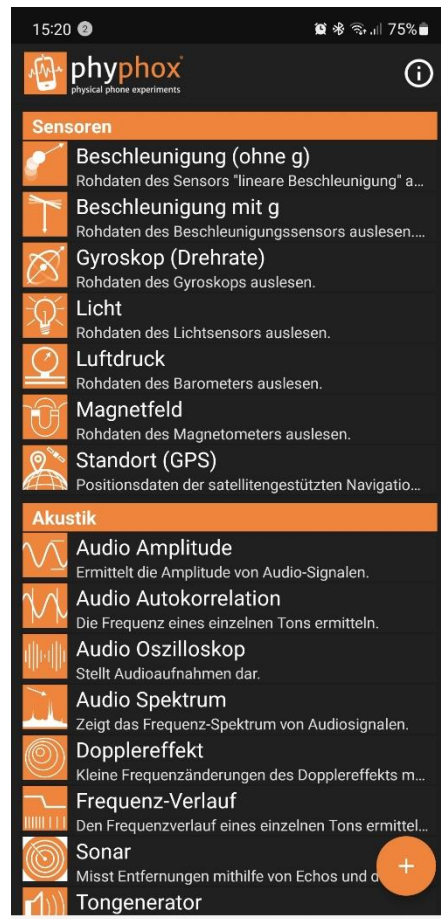 15:20 2 75%
phyphox
physical phone experiments
Sensoren
Beschleunigung (ohne g)
Rohdaten des Sensors "lineare Beschleunigung" a...
Beschleunigung mit g
Rohdaten des Beschleunigungssensors auslesen....
Gyroskop (Drehrate)
Rohdaten des Gyroskops auslesen.
Licht
Rohdaten des Lichtsensors auslesen.
Luftdruck
Rohdaten des Barometers auslesen.
Magnetfeld
Rohdaten des Magnetometers auslesen.
Standort (GPS)
Positionsdaten der satellitengestützten Navigatio...
Akustik
Audio Amplitude
Ermittelt die Amplitude von Audio-Signalen.
Audio Autokorrelation
Die Frequenz eines einzelnen Tons ermitteln.
Audio Oszilloskop
Stellt Audioaufnahmen dar.
Audio Spektrum
Zeigt das Frequenz-Spektrum von Audiosignalen.
Dopplereffekt
Kleine Frequenzänderungen des Dopplereffekts m...
Frequenz-Verlauf
Den Frequenzverlauf eines einzelnen Tons ermittel...
Sonar
Misst Entfernungen mithilfe von Echos und d
Tongenerator